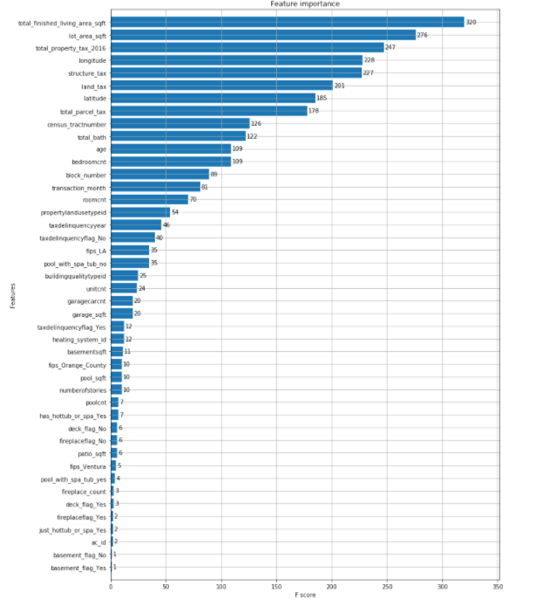 Feature importance
total_finished_living_area_sqft 320
lot_area_sqft 276
total_property_tax_2016 247
longitude 228
structure_tax 227
land_tax 201
latitude 185
total_parcel_tax 178
census_tractnumber 126
total_bath 122
age 109
bedroomcnt 109
block_number 89
transaction_month 81
roomcnt 70
propertylandusetypeid 54
taxdelinquencyyear 46
taxdelinquencyflag_No 40
fips_LA 35
pool_with_spa_tub_no 35
buildingqualitytypeid 25
unitcnt 24
garagecarcnt 20
garage_sqft 20
taxdelinquencyflag_Yes 12
heating_system_id 12
basementsqft 11
fips_Orange_County 10
pool_sqft 10
numberofstories 10
poolcnt 7
has_hottub_or_spa_Yes 7
deck_flag_No 6
fireplaceflag_No 6
patio_sqft 6
fips_Ventura 5
pool_with_spa_tub_yes 4
fireplace_count 3
deck_flag_Yes 3
fireplaceflag_Yes 2
just_hottub_or_spa_Yes 2
ac_id 2
basement_flag_No 1
basement_flag_Yes 1
Features
0 50 100 150 200 250 300 350
F score